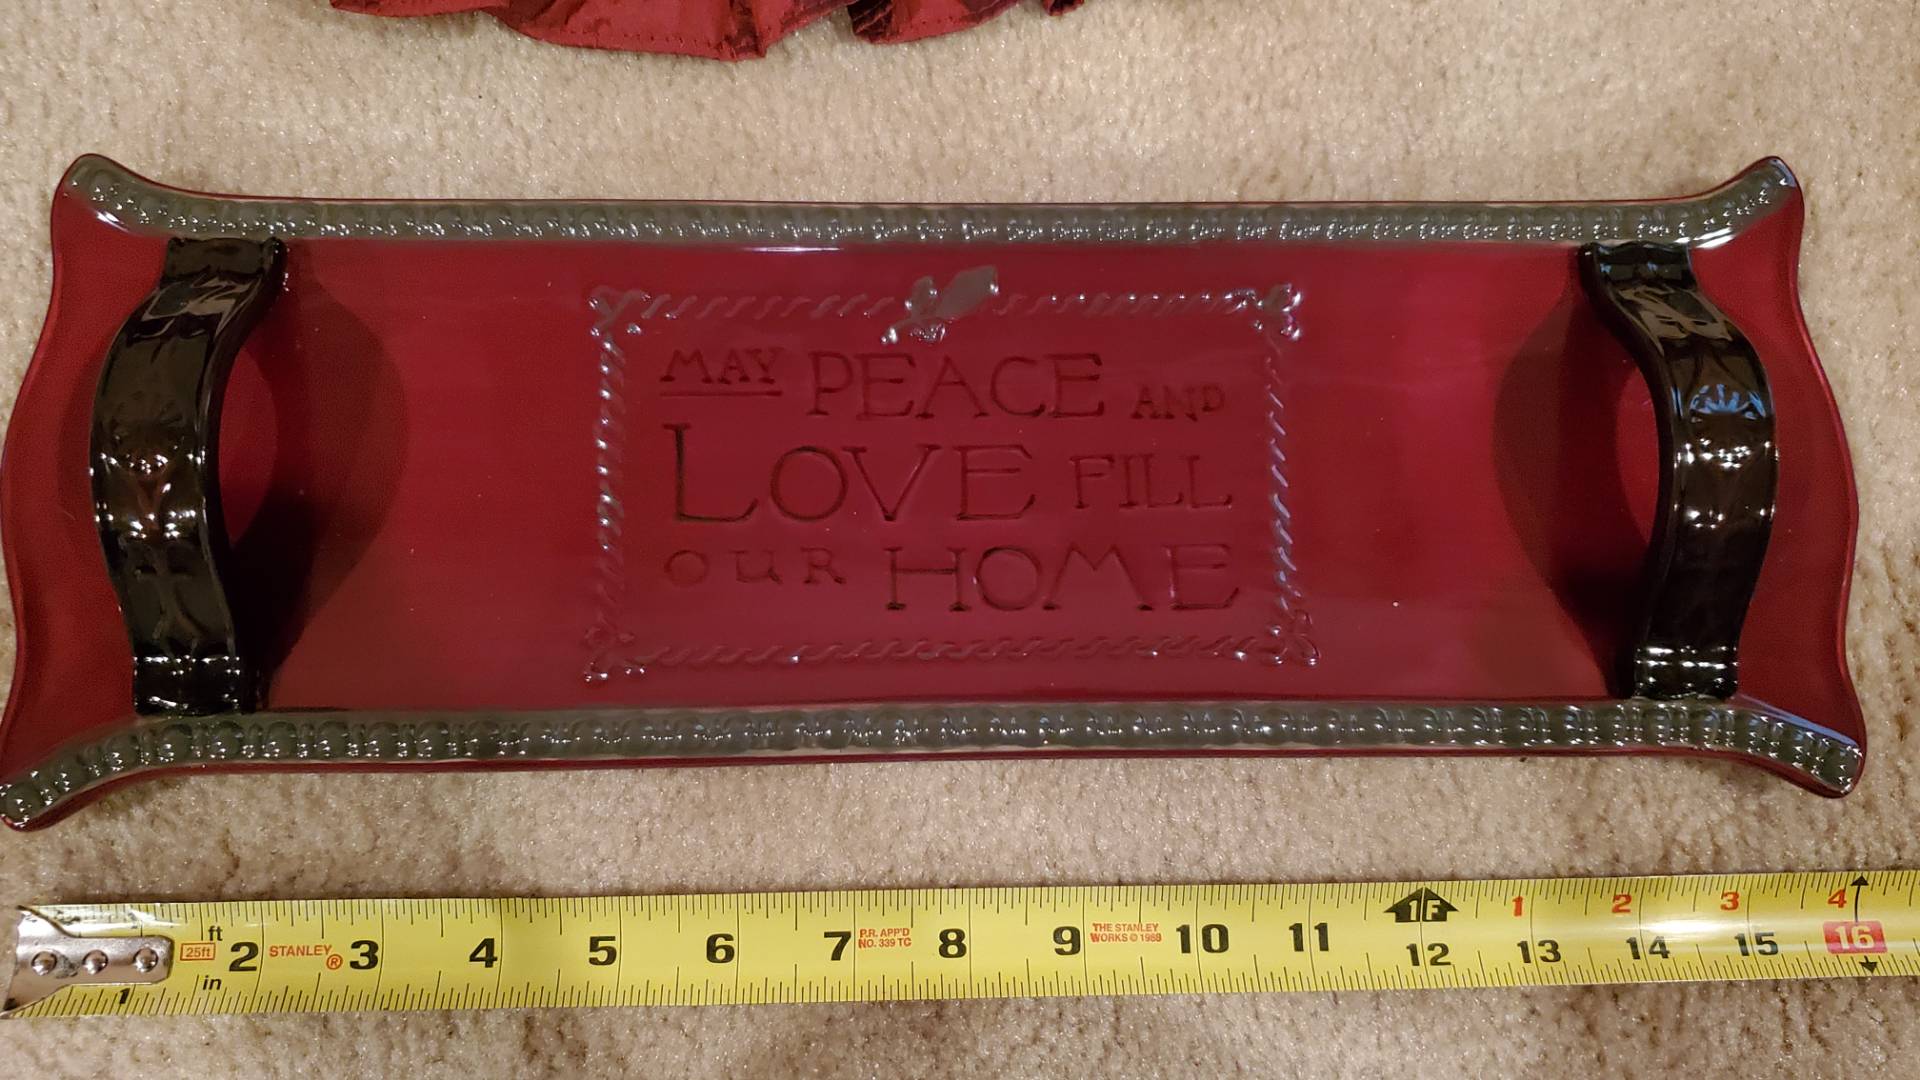 MAY PEACE AND
LOVE FILL
OUR HOME
1F 1 2 3 4
25ft ft 2 STANLEY® 3 4 5 6 7 P.R. APP'D 8 9 THE STANLEY 10 11 12 13 14 15 16
NO. 339 TC WORKS © 1988
in 1